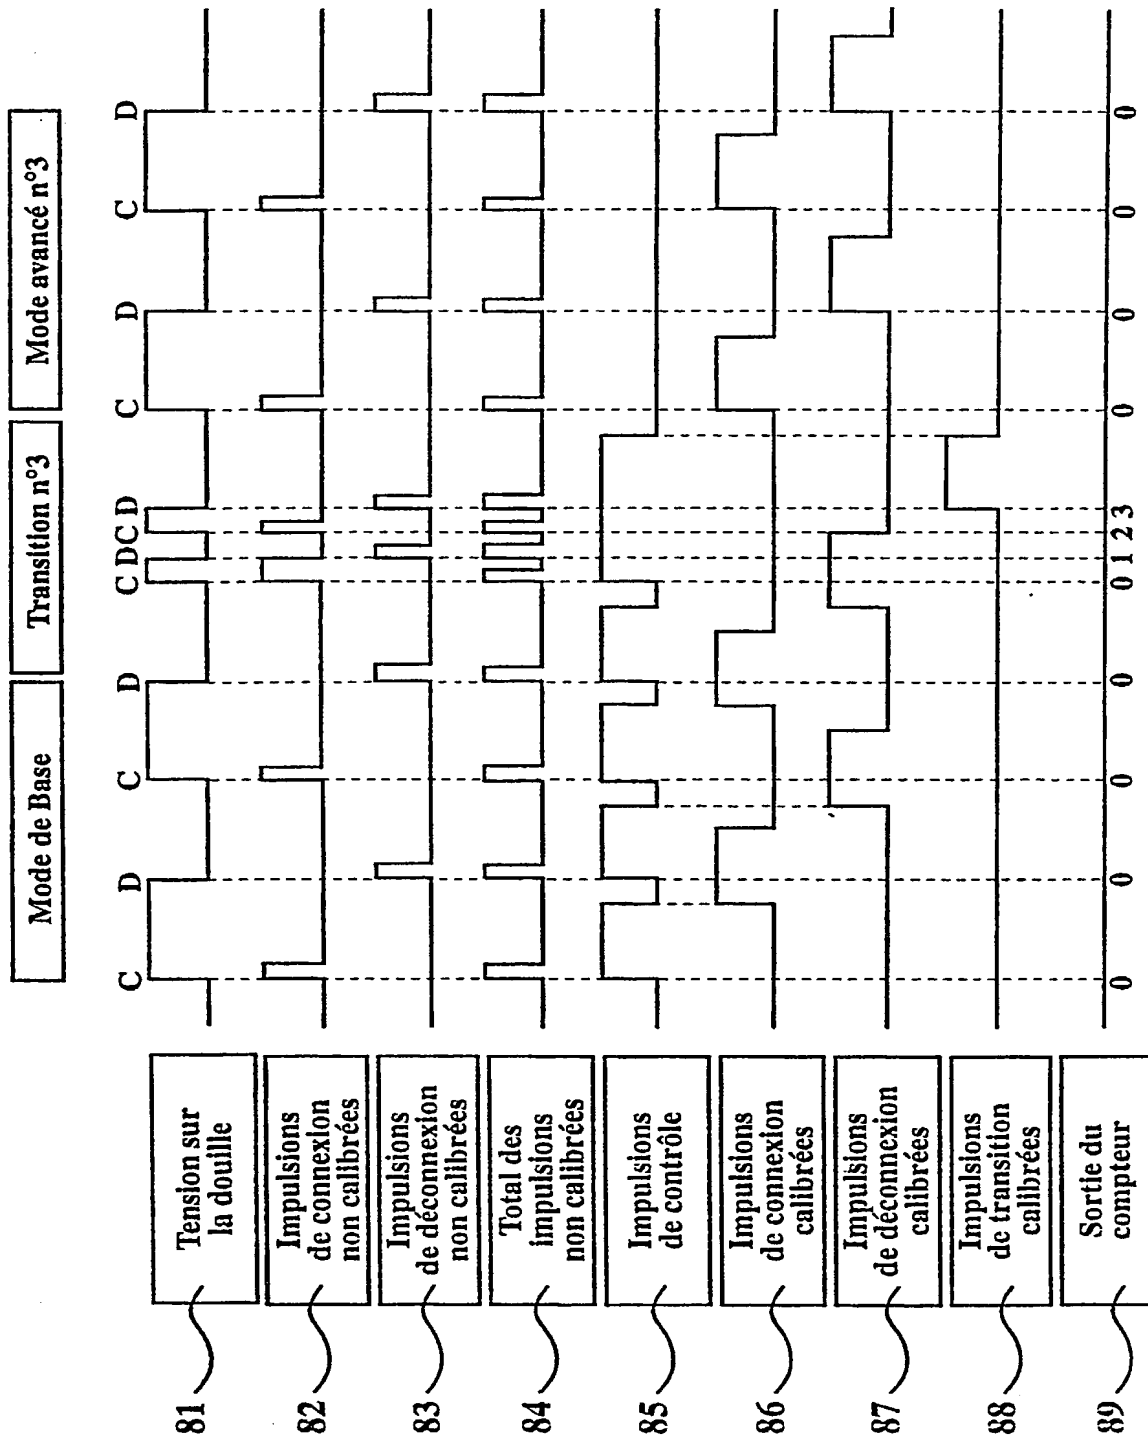 Mode de Base
Transition n°3
Mode avancé n°3
C D C D C D C D C D C D
81
Tension sur
la douille
82
Impulsions
de connexion
non calibrées
83
Impulsions
de déconnexion
non calibrées
84
Total des
impulsions
non calibrées
85
Impulsions
de contrôle
86
Impulsions
de connexion
calibrées
87
Impulsions
de déconnexion
calibrées
88
Impulsions
de transition
calibrées
89
Sortie du
compteur
0 0 0 0 0 1 2 3 0 0 0 0